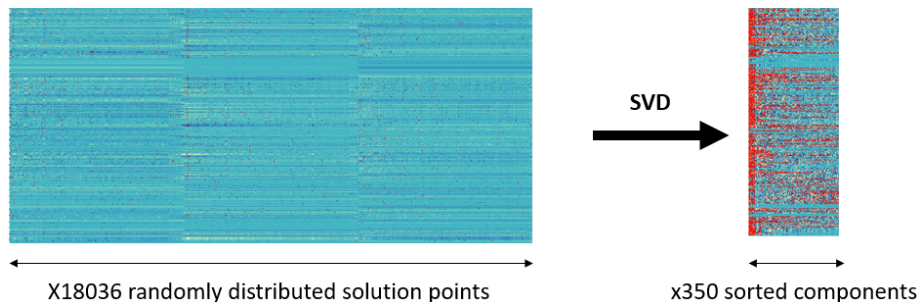 SVD
X18036 randomly distributed solution points
x350 sorted components